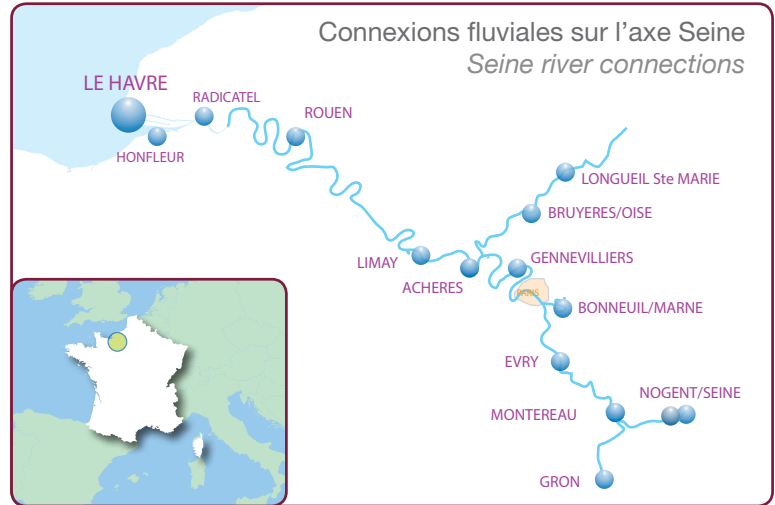 Connexions fluviales sur l'axe Seine
Seine river connections
LE HAVRE
RADICATEL
ROUEN
HONFLEUR
LONGUEIL Ste MARIE
BRUYERES/OISE
LIMAY
GENNEVILLIERS
ACHERES
PARIS
BONNEUIL/MARNE
EVRY
NOGENT/SEINE
MONTEREAU
GRON